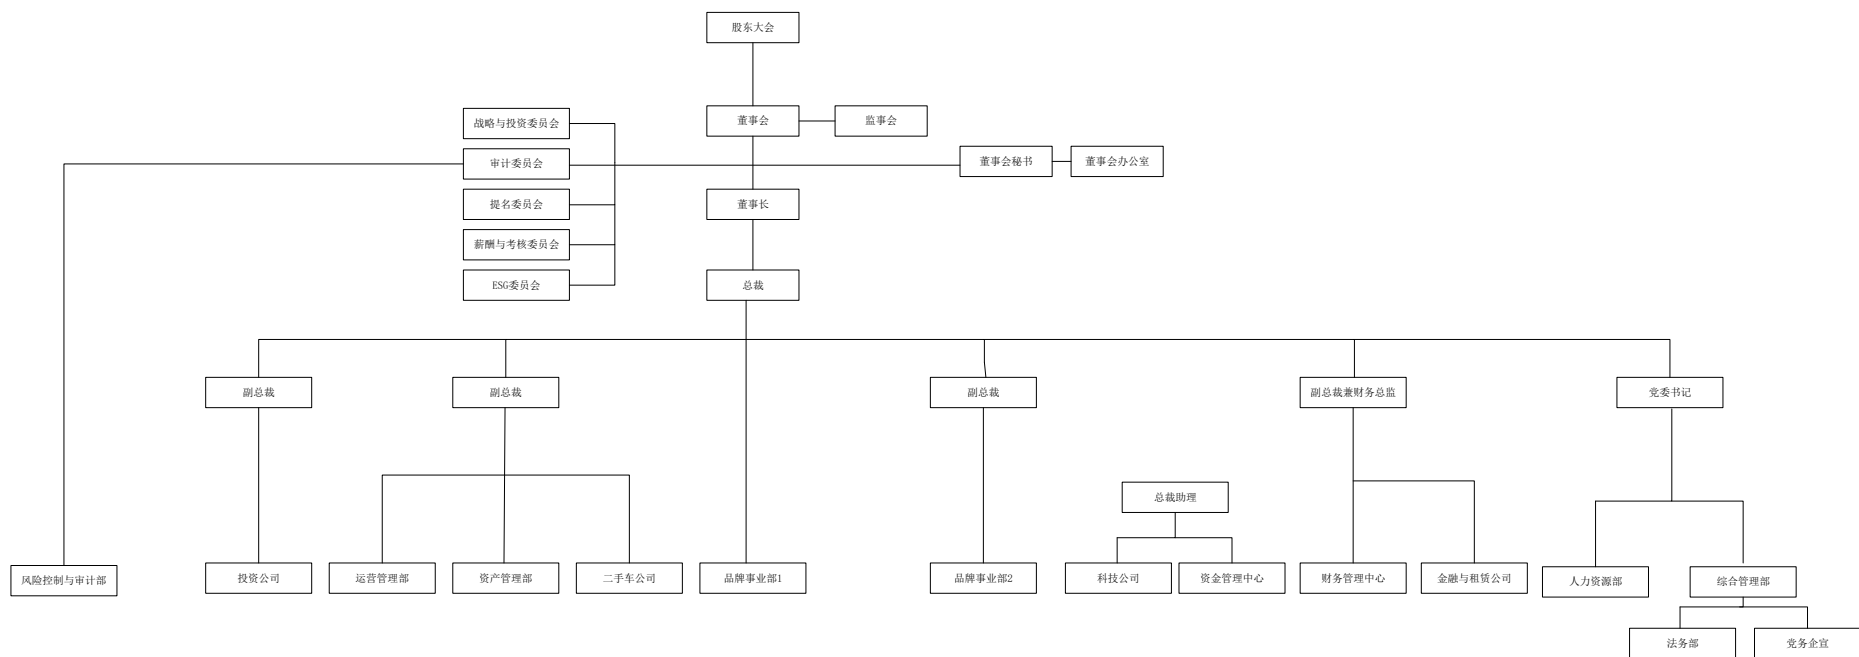 股东大会
战略与投资委员会
董事会
监事会
审计委员会
董事会秘书
董事会办公室
提名委员会
董事长
薪酬与考核委员会
ESG委员会
总裁
副总裁
副总裁
副总裁
副总裁兼财务总监
党委书记
总裁助理
风险控制与审计部
投资公司
运营管理部
资产管理部
二手车公司
品牌事业部1
品牌事业部2
科技公司
资金管理中心
财务管理中心
金融与租赁公司
人力资源部
综合管理部
法务部
党务企宣